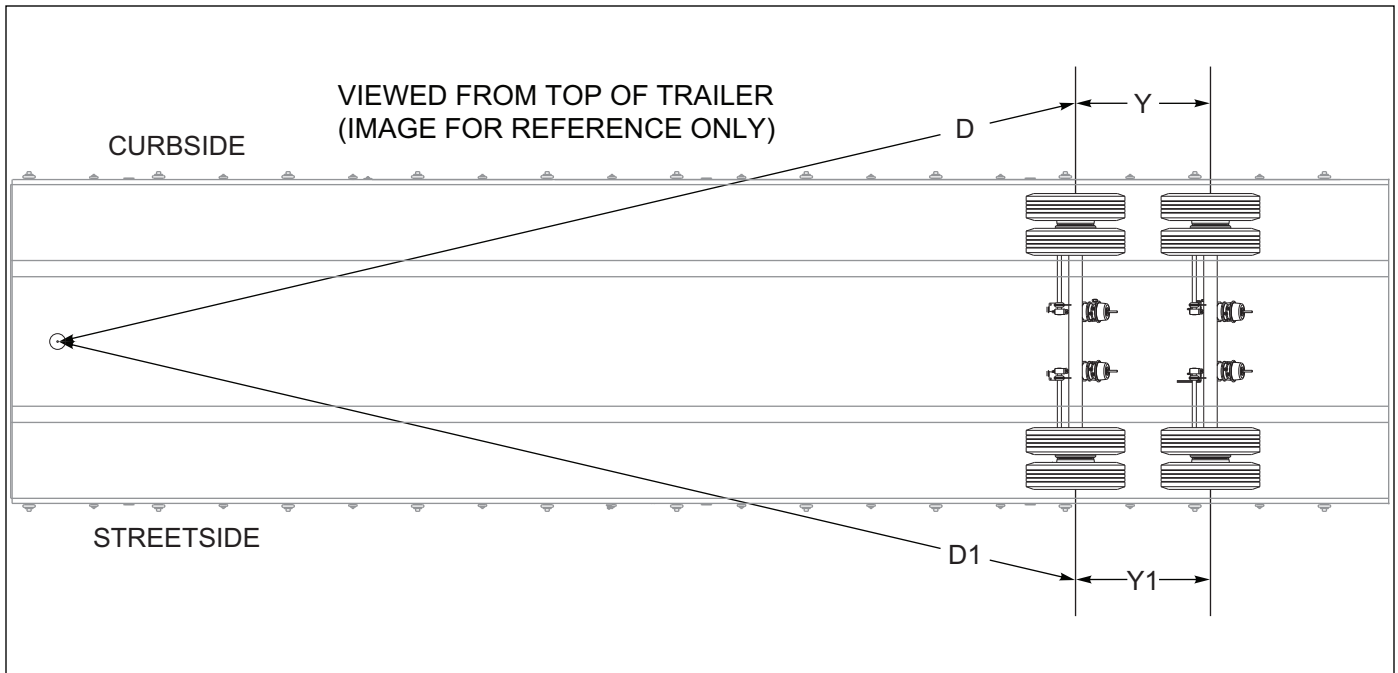 VIEWED FROM TOP OF TRAILER
(IMAGE FOR REFERENCE ONLY)
Y
D
CURBSIDE
STREETSIDE
D1
Y1